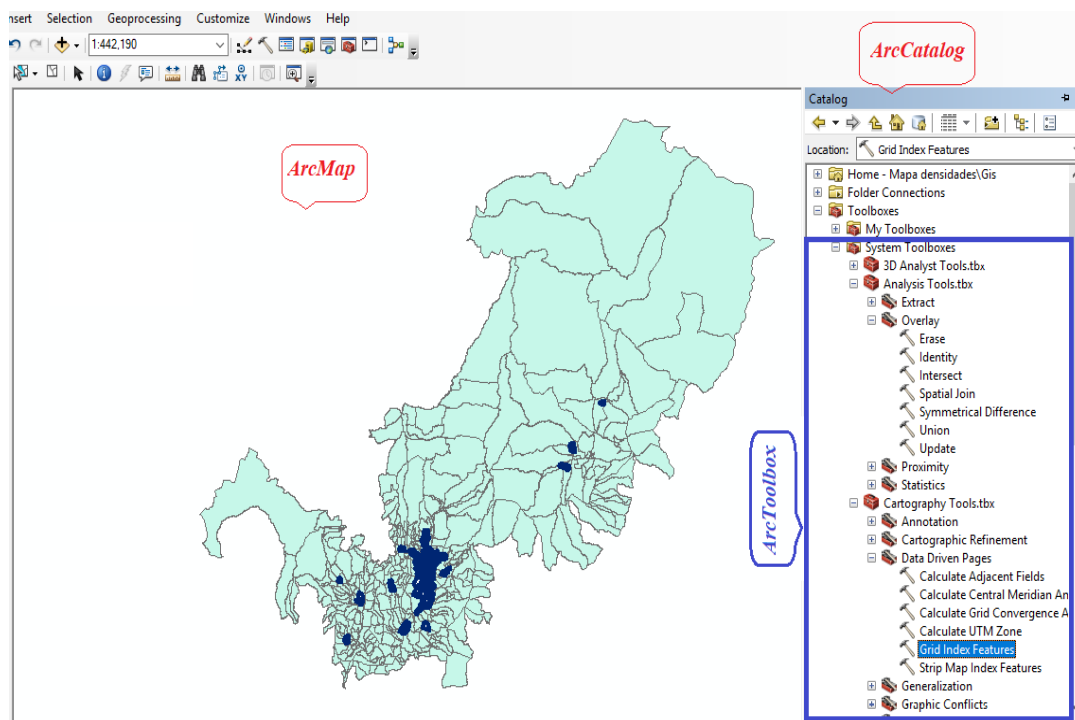 nsert Selection Geoprocessing Customize Windows Help
1:442,190
XY
ArcCatalog
ArcMap
ArcToolbox
Catalog
Location: Grid Index Features
Home - Mapa densidades\Gis
Folder Connections
Toolboxes
My Toolboxes
System Toolboxes
3D Analyst Tools.tbx
Analysis Tools.tbx
Extract
Overlay
Erase
Identity
Intersect
Spatial Join
Symmetrical Difference
Union
Update
Proximity
Statistics
Cartography Tools.tbx
Annotation
Cartographic Refinement
Data Driven Pages
Calculate Adjacent Fields
Calculate Central Meridian An
Calculate Grid Convergence A
Calculate UTM Zone
Grid Index Features
Strip Map Index Features
Generalization
Graphic Conflicts